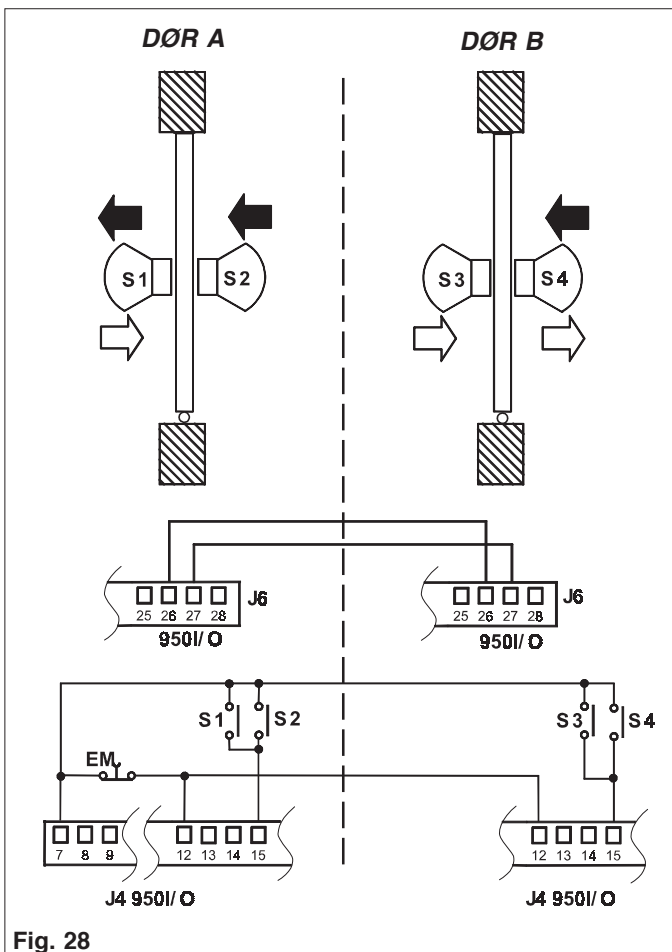 DØR A DØR B
S1 S2 S3 S4
25 26 27 28 J6 25 26 27 28 J6
950I/O 950I/O
S1 S2 S3 S4
EM
7 8 9 12 13 14 15 12 13 14 15
J4 950I/O J4 950I/O
Fig. 28